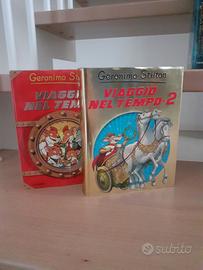 Geronimo Stilton
VIAGGIO
NEL TEMPO
Geronimo Stilton
VIAGGIO
NEL TEMPO-2
subito